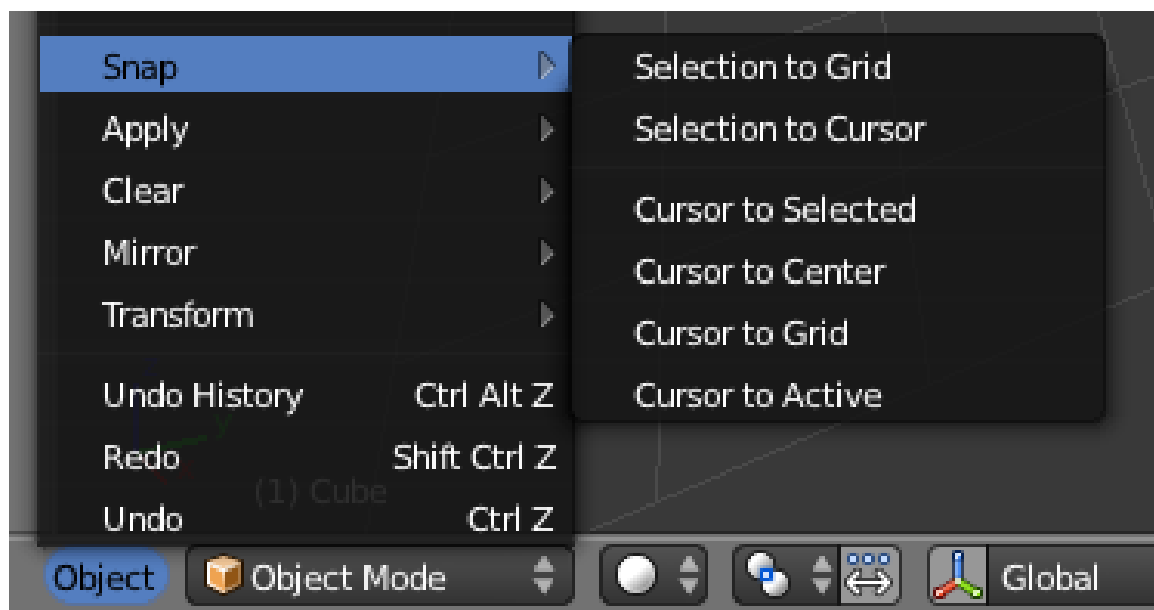 Snap
Apply
Clear
Mirror
Transform
Undo History Ctrl Alt Z
Redo Shift Ctrl Z
(1) Cube
Undo Ctrl Z
Selection to Grid
Selection to Cursor
Cursor to Selected
Cursor to Center
Cursor to Grid
Cursor to Active
Object Object Mode Global